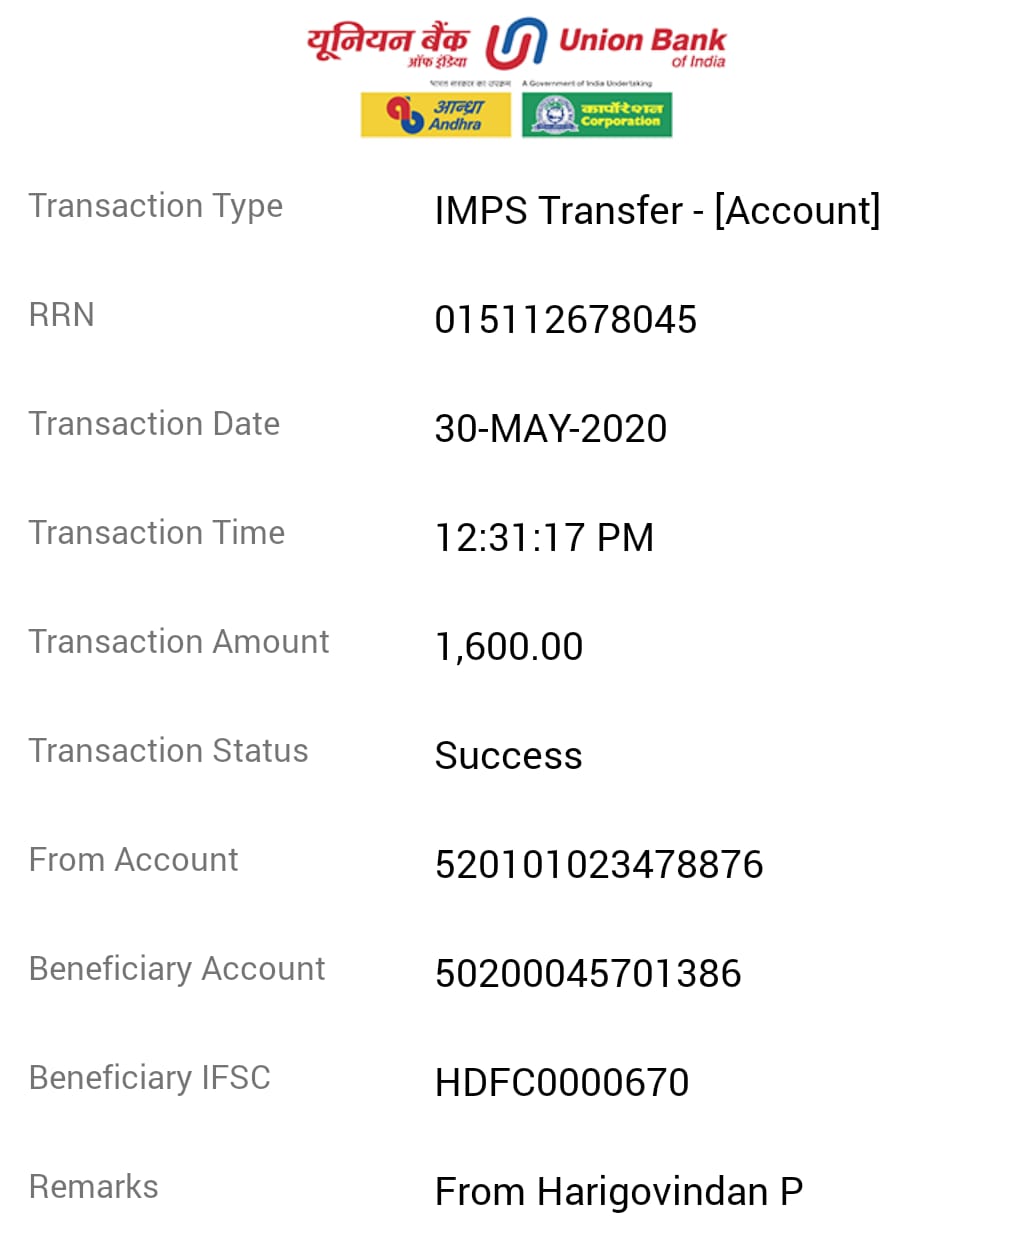 यूनियन बैंक Union Bank
ऑफ इंडिया of India
भारत सरकार का उपक्रम A Government of India Undertaking
आन्ध्रा कार्पोरेशन
Andhra Corporation
Transaction Type IMPS Transfer - [Account]
RRN 015112678045
Transaction Date 30-MAY-2020
Transaction Time 12:31:17 PM
Transaction Amount 1,600.00
Transaction Status Success
From Account 520101023478876
Beneficiary Account 50200045701386
Beneficiary IFSC HDFC0000670
Remarks From Harigovindan P